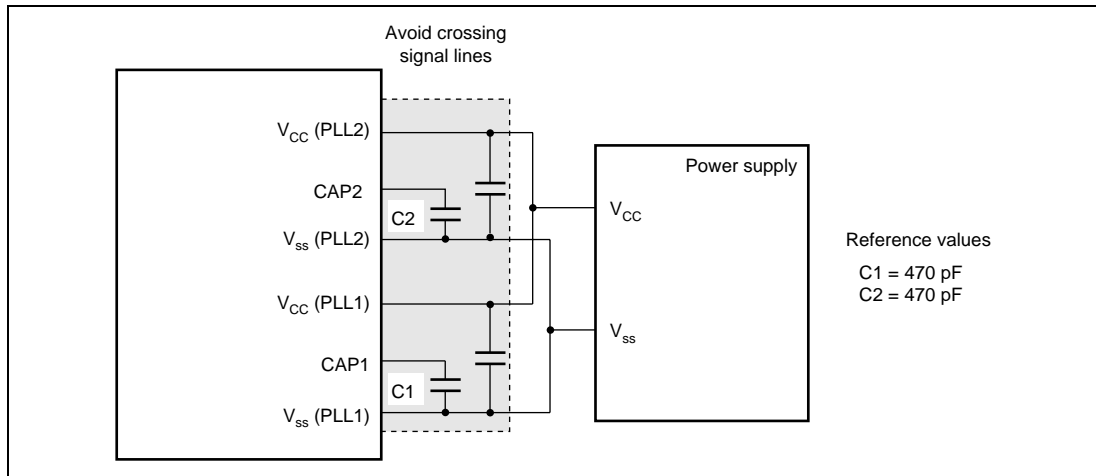 Avoid crossing
signal lines
V_CC (PLL2)
CAP2
C2
V_ss (PLL2)
V_CC (PLL1)
CAP1
C1
V_ss (PLL1)
Power supply
V_CC
V_ss
Reference values
C1 = 470 pF
C2 = 470 pF